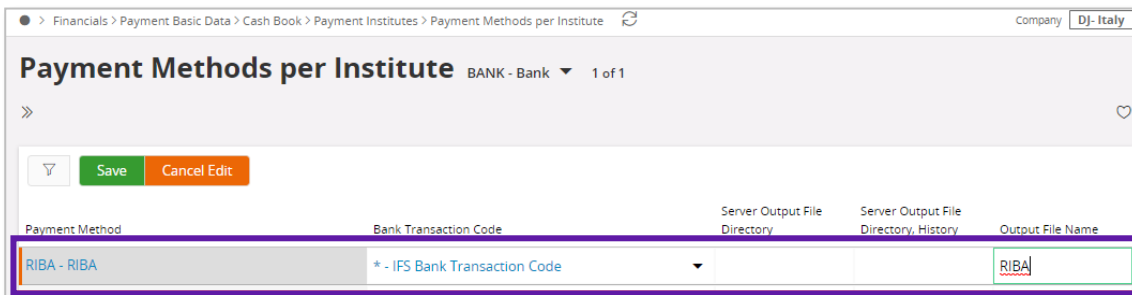 > Financials > Payment Basic Data > Cash Book > Payment Institutes > Payment Methods per Institute Company DJ- Italy
Payment Methods per Institute BANK - Bank 1 of 1
Save Cancel Edit
Server Output File Server Output File
Payment Method Bank Transaction Code Directory Directory, History Output File Name
RIBA - RIBA * - IFS Bank Transaction Code RIBA